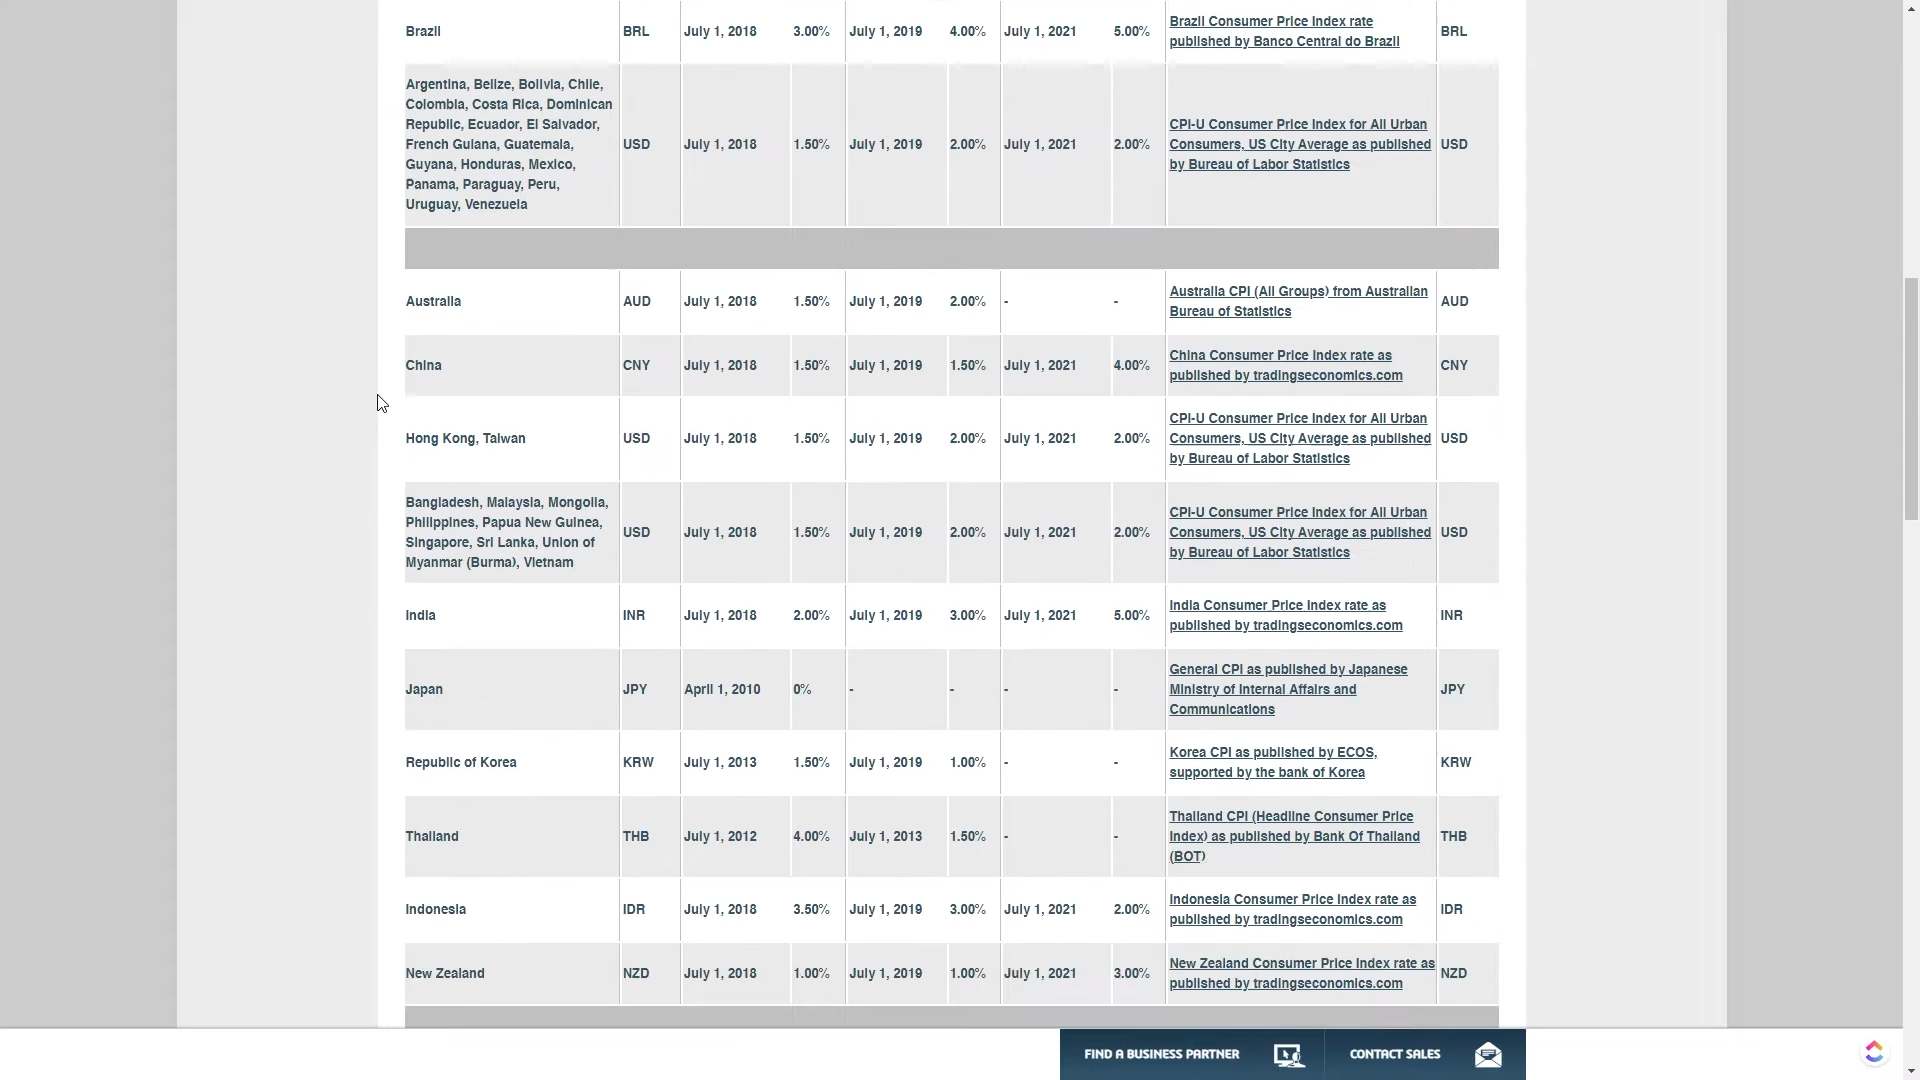 Brazil BRL July 1, 2018 3.00% July 1, 2019 4.00% July 1, 2021 5.00% Brazil Consumer Price Index rate BRL
published by Banco Central do Brazil
Argentina, Belize, Bolivia, Chile,
Colombia, Costa Rica, Dominican
Republic, Ecuador, El Salvador,
French Guiana, Guatemala,
Guyana, Honduras, Mexico,
Panama, Paraguay, Peru,
Uruguay, Venezuela
USD July 1, 2018 1.50% July 1, 2019 2.00% July 1, 2021 2.00%
CPI-U Consumer Price Index for All Urban
Consumers, US City Average as published
by Bureau of Labor Statistics
USD
Australia AUD July 1, 2018 1.50% July 1, 2019 2.00% - -
Australia CPI (All Groups) from Australian
Bureau of Statistics
AUD
China CNY July 1, 2018 1.50% July 1, 2019 1.50% July 1, 2021 4.00%
China Consumer Price Index rate as
published by tradingseconomics.com
CNY
Hong Kong, Taiwan USD July 1, 2018 1.50% July 1, 2019 2.00% July 1, 2021 2.00%
CPI-U Consumer Price Index for All Urban
Consumers, US City Average as published
by Bureau of Labor Statistics
USD
Bangladesh, Malaysia, Mongolia,
Philippines, Papua New Guinea,
Singapore, Sri Lanka, Union of
Myanmar (Burma), Vietnam
USD July 1, 2018 1.50% July 1, 2019 2.00% July 1, 2021 2.00%
CPI-U Consumer Price Index for All Urban
Consumers, US City Average as published
by Bureau of Labor Statistics
USD
India INR July 1, 2018 2.00% July 1, 2019 3.00% July 1, 2021 5.00%
India Consumer Price Index rate as
published by tradingseconomics.com
INR
Japan JPY April 1, 2010 0% - - - -
General CPI as published by Japanese
Ministry of Internal Affairs and
Communications
JPY
Republic of Korea KRW July 1, 2013 1.50% July 1, 2019 1.00% - -
Korea CPI as published by ECOS,
supported by the bank of Korea
KRW
Thailand THB July 1, 2012 4.00% July 1, 2013 1.50% - -
Thailand CPI (Headline Consumer Price
Index) as published by Bank Of Thailand
(BOT)
THB
Indonesia IDR July 1, 2018 3.50% July 1, 2019 3.00% July 1, 2021 2.00%
Indonesia Consumer Price Index rate as
published by tradingseconomics.com
IDR
New Zealand NZD July 1, 2018 1.00% July 1, 2019 1.00% July 1, 2021 3.00%
New Zealand Consumer Price Index rate as
published by tradingseconomics.com
NZD
FIND A BUSINESS PARTNER CONTACT SALES